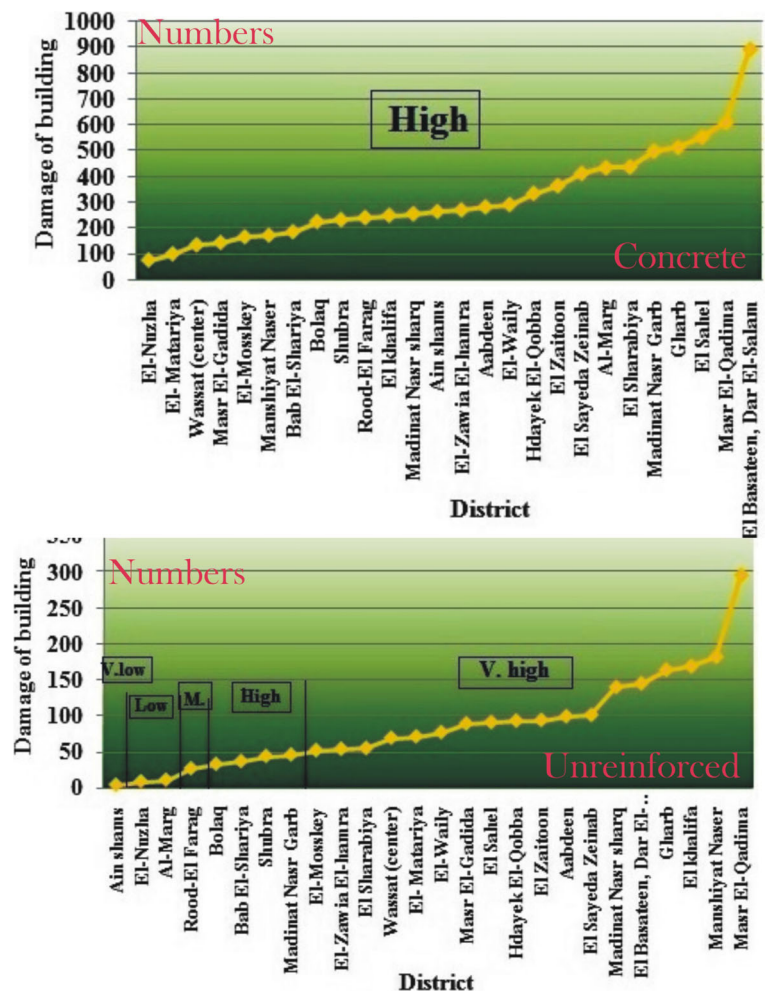 Numbers
1000
900
800
700
600
500
400
300
200
100
0
Damage of building
High
Concrete
El-Nuzha
El- Matariya
Wassat (center)
Masr El-Gadida
El-Mosskey
Manshiyat Naser
Bab El-Shariya
Bolaq
Shubra
Rood-El Farag
El khalifa
Madinat Nasr sharq
Ain shams
El-Zawia El-hamra
Aabdeen
El-Waily
Hdayek El-Qobba
El Zaitoon
El Sayeda Zeinab
Al-Marg
El Sharabiya
Madinat Nasr Garb
Gharb
El Sahel
Masr El-Qadima
El Basateen, Dar El-Salam
District
Numbers
300
250
200
150
100
50
0
Damage of building
V.low
Low
M.
High
V. high
Unreinforced
Ain shams
El-Nuzha
Al-Marg
Rood-El Farag
Bolaq
Bab El-Shariya
Shubra
Madinat Nasr Garb
El-Mosskey
El-Zawia El-hamra
El Sharabiya
Wassat (center)
El-Matariya
El-Waily
Masr El-Gadida
El Sahel
Hdayek El-Qobba
El Zaitoon
Aabdeen
El Sayeda Zeinab
Madinat Nasr sharq
El Basateen, Dar El-..
Gharb
El khalifa
Manshiyat Naser
Masr El-Qadima
District